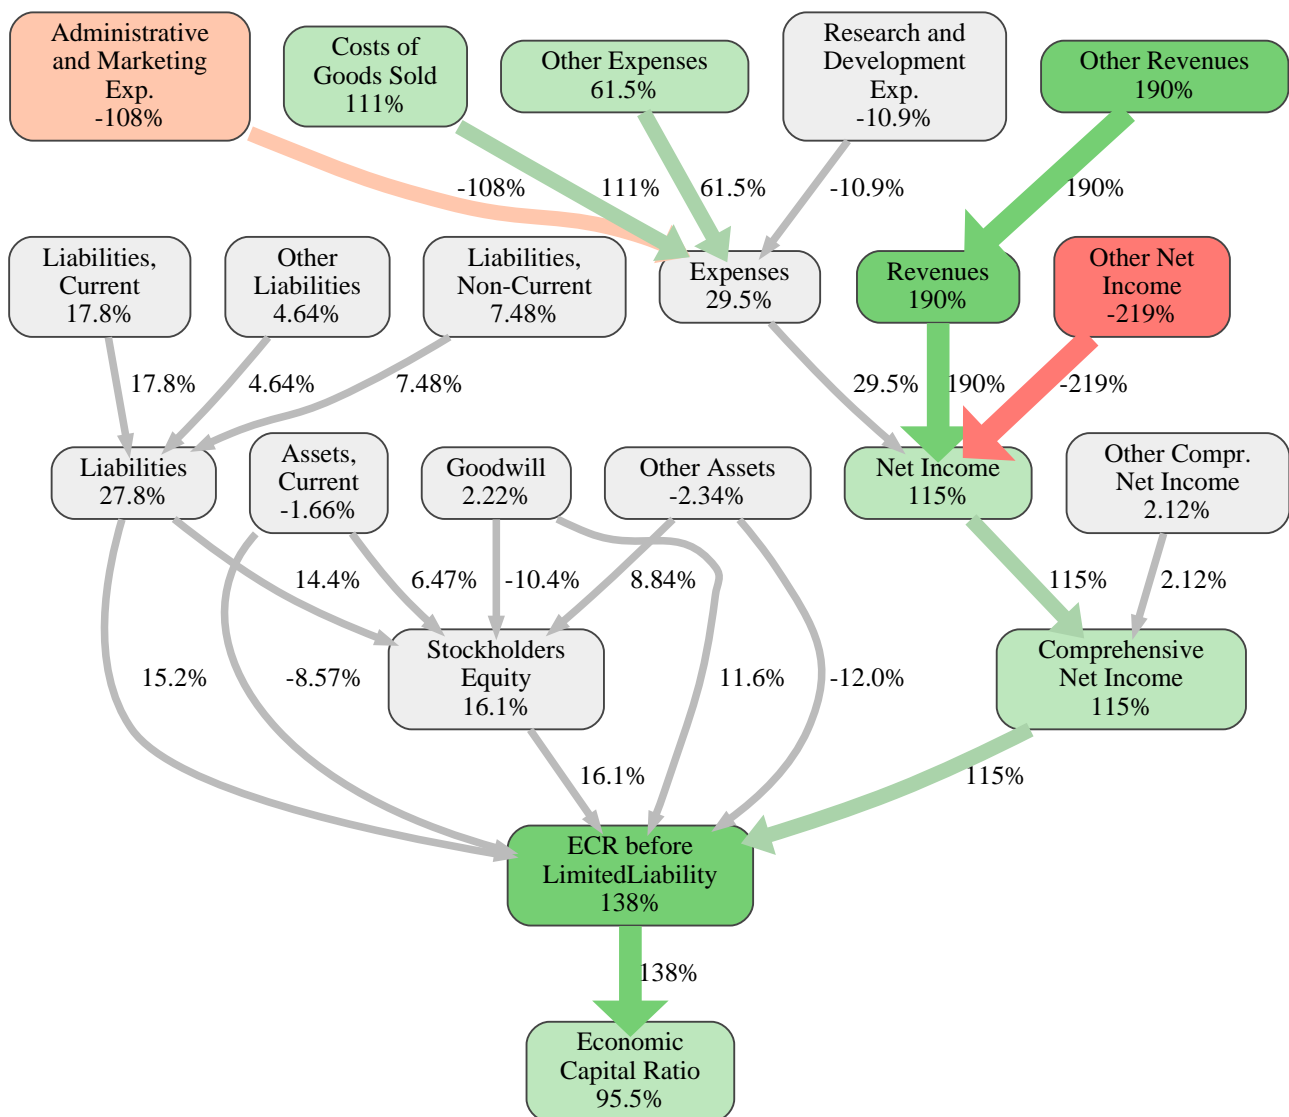 Administrative
and Marketing
Exp.
-108%
Costs of
Goods Sold
111%
Other Expenses
61.5%
Research and
Development
Exp.
-10.9%
Other Revenues
190%
-108%
111%
61.5%
-10.9%
190%
Liabilities,
Current
17.8%
Other
Liabilities
4.64%
Liabilities,
Non-Current
7.48%
Expenses
29.5%
Revenues
190%
Other Net
Income
-219%
17.8%
4.64%
7.48%
29.5%
190%
-219%
Liabilities
27.8%
Assets,
Current
-1.66%
Goodwill
2.22%
Other Assets
-2.34%
Net Income
115%
Other Compr.
Net Income
2.12%
14.4%
6.47%
-10.4%
8.84%
115%
2.12%
Stockholders
Equity
16.1%
Comprehensive
Net Income
115%
15.2%
-8.57%
11.6%
-12.0%
16.1%
115%
ECR before
LimitedLiability
138%
138%
Economic
Capital Ratio
95.5%